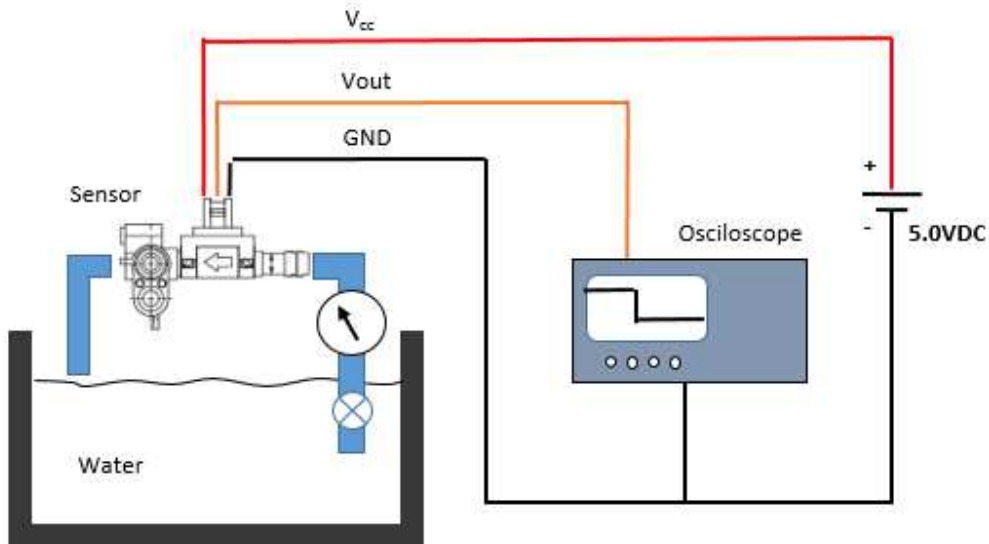 Vcc
Vout
GND
Sensor
+
-
5.0VDC
Osciloscope
Water